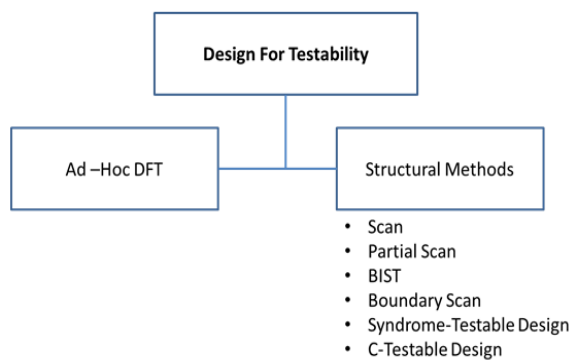 Design For Testability
Ad –Hoc DFT
Structural Methods
• Scan
• Partial Scan
• BIST
• Boundary Scan
• Syndrome-Testable Design
• C-Testable Design